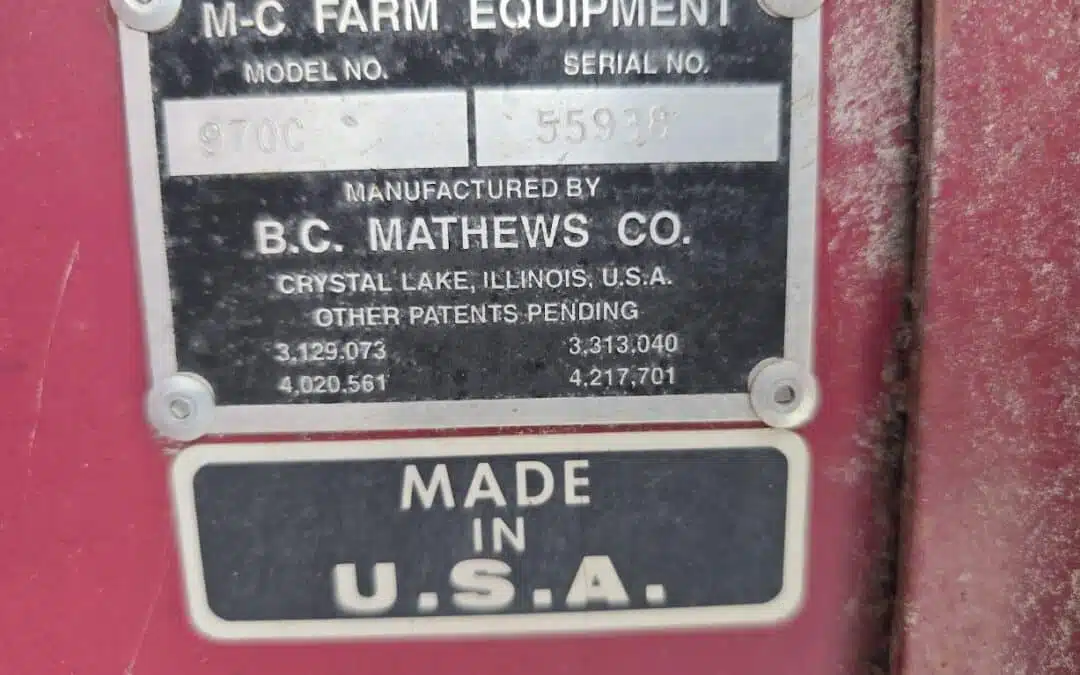 M-C FARM EQUIPMENT
MODEL NO. SERIAL NO.
970C 55938
MANUFACTURED BY
B.C. MATHEWS CO.
CRYSTAL LAKE, ILLINOIS, U.S.A.
OTHER PATENTS PENDING
3.129.073 3,313,040
4,020.561 4,217,701
MADE
IN
U.S.A.